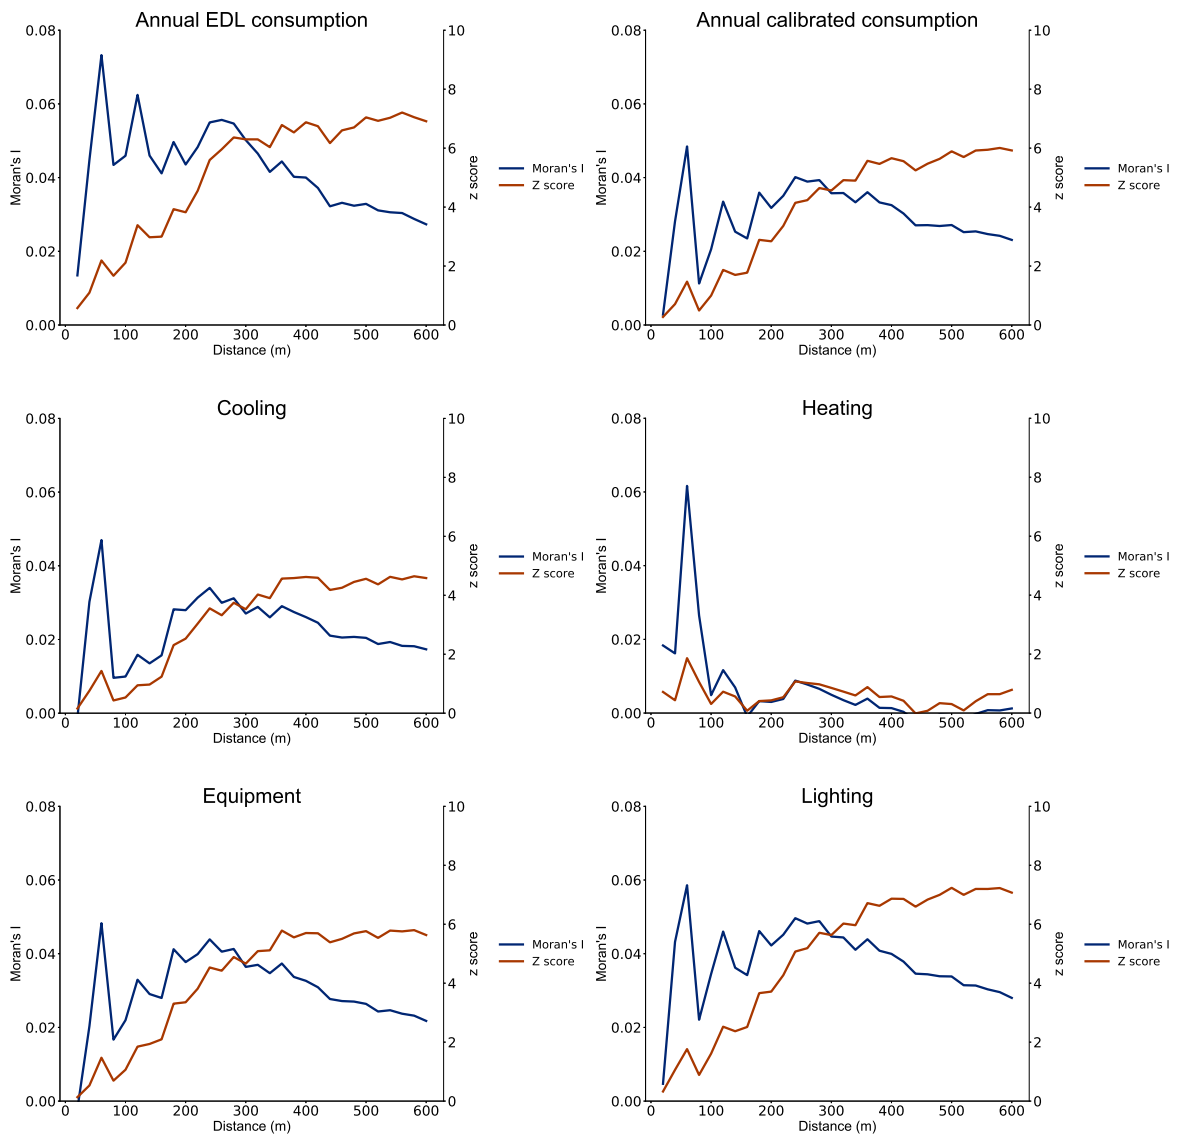 Annual EDL consumption
0.08
0.06
0.04
0.02
0.00
Moran's I
10
8
6
4
2
0
z score
0 100 200 300 400 500 600
Distance (m)
Moran's I
Z score
Annual calibrated consumption
0.08
0.06
0.04
0.02
0.00
Moran's I
10
8
6
4
2
0
z score
0 100 200 300 400 500 600
Distance (m)
Moran's I
Z score
Cooling
0.08
0.06
0.04
0.02
0.00
Moran's I
10
8
6
4
2
0
z score
0 100 200 300 400 500 600
Distance (m)
Moran's I
Z score
Heating
0.08
0.06
0.04
0.02
0.00
Moran's I
10
8
6
4
2
0
z score
0 100 200 300 400 500 600
Distance (m)
Moran's I
Z score
Equipment
0.08
0.06
0.04
0.02
0.00
Moran's I
10
8
6
4
2
0
z score
0 100 200 300 400 500 600
Distance (m)
Moran's I
Z score
Lighting
0.08
0.06
0.04
0.02
0.00
Moran's I
10
8
6
4
2
0
z score
0 100 200 300 400 500 600
Distance (m)
Moran's I
Z score